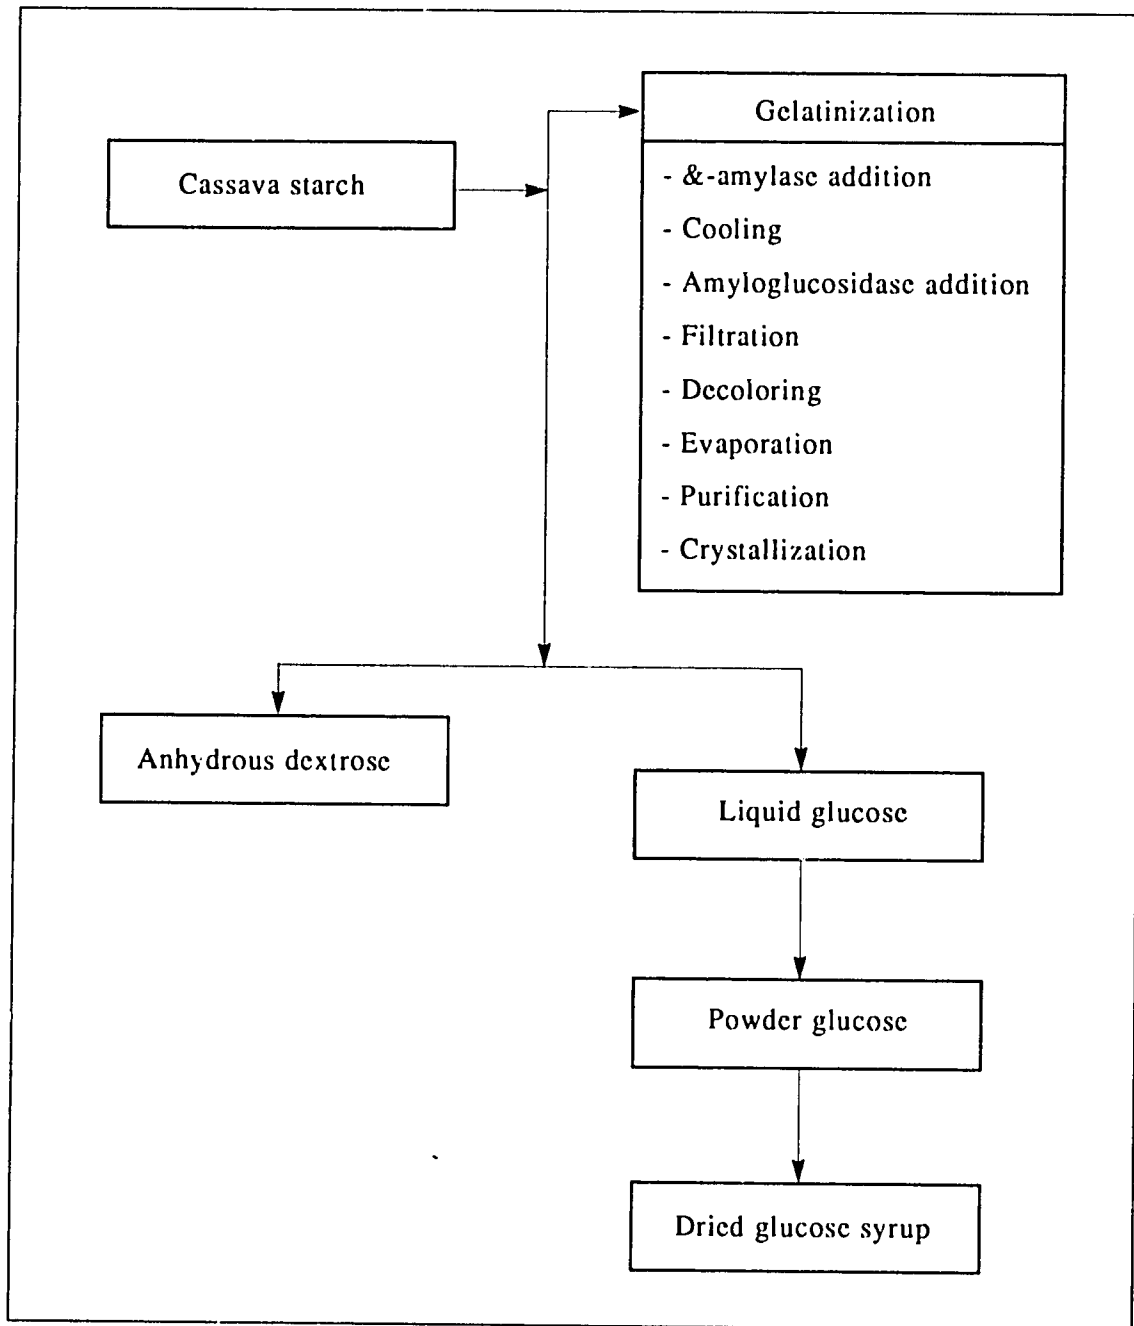 Gelatinization
Cassava starch
- &-amylase addition
- Cooling
- Amyloglucosidase addition
- Filtration
- Decoloring
- Evaporation
- Purification
- Crystallization
Anhydrous dextrose
Liquid glucose
Powder glucose
Dried glucose syrup